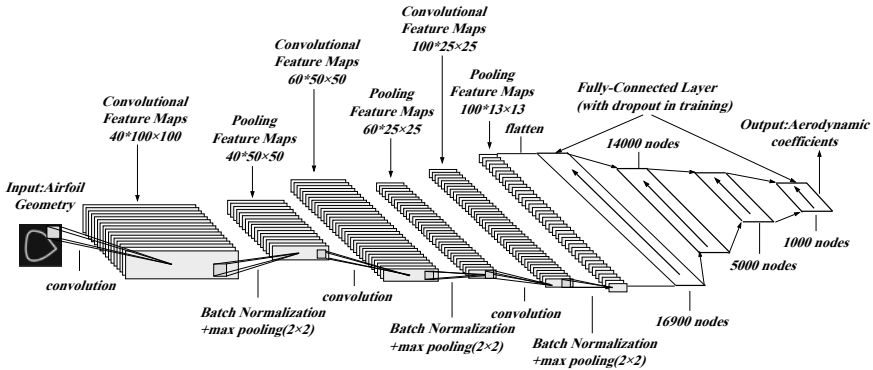 Convolutional
Feature Maps
100*25×25
Convolutional
Feature Maps
60*50×50
Pooling
Feature Maps
100*13×13
Fully-Connected Layer
(with dropout in training)
Convolutional
Feature Maps
40*100×100
Pooling
Feature Maps
60*25×25
Pooling
Feature Maps
40*50×50
flatten
14000 nodes
Output:Aerodynamic
coefficients
Input:Airfoil
Geometry
convolution
Batch Normalization
+max pooling(2×2)
convolution
Batch Normalization
+max pooling(2×2)
convolution
Batch Normalization
+max pooling(2×2)
16900 nodes
5000 nodes
1000 nodes